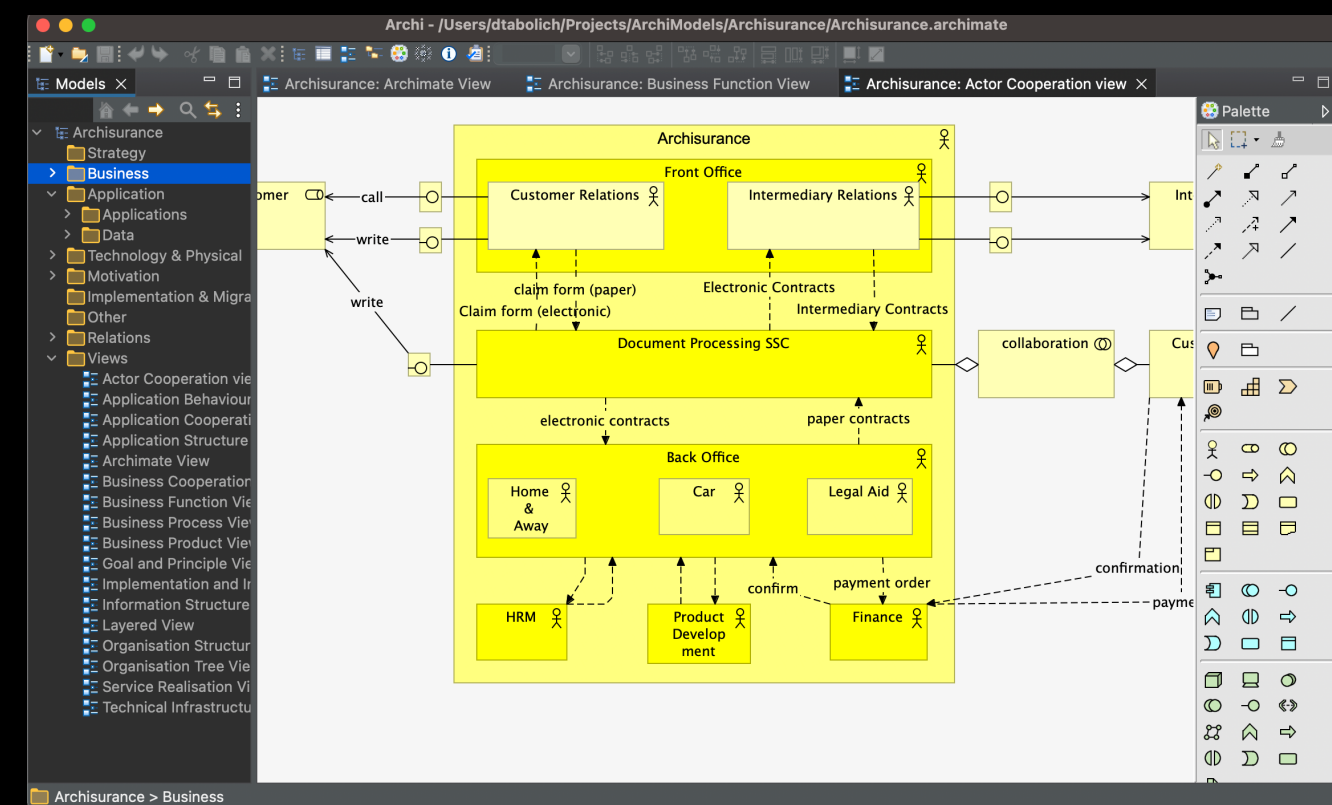 Archi - /Users/dtabolich/Projects/ArchiModels/Archisurance/Archisurance.archimate
Models
Archisurance: Archimate View
Archisurance: Business Function View
Archisurance: Actor Cooperation view
Palette
Archisurance
Strategy
Business
Application
Applications
Data
Technology & Physical
Motivation
Implementation & Migra
Other
Relations
Views
Actor Cooperation vie
Application Behaviour
Application Cooperati
Application Structure
Archimate View
Business Cooperation
Business Function Vie
Business Process View
Business Product View
Goal and Principle Vie
Implementation and
Information Structure
Layered View
Organisation Structur
Organisation Tree Vie
Service Realisation Vi
Technical Infrastructu
Archisurance
Front Office
omer
call
Customer Relations
Intermediary Relations
Int
write
claim form (paper)
Electronic Contracts
write
Claim form (electronic)
Intermediary Contracts
Document Processing SSC
collaboration
Cus
electronic contracts
paper contracts
Back Office
Home
&
Away
Car
Legal Aid
confirmation
confirm
payment order
payme
HRM
Product
Develop
ment
Finance
Archisurance > Business